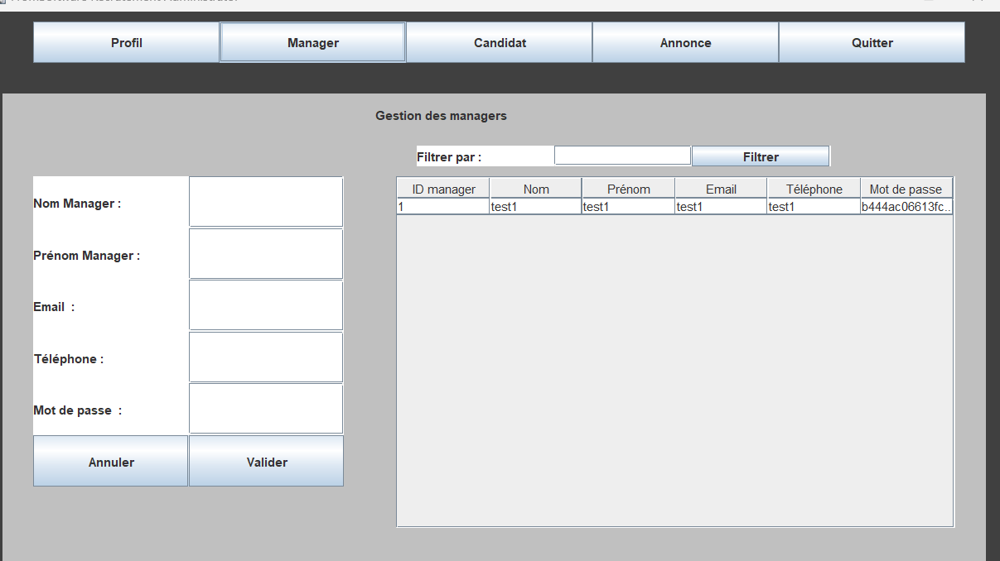 Profil Manager Candidat Annonce Quitter
Gestion des managers
Filtrer par : Filtrer
Nom Manager :
Prénom Manager :
Email :
Téléphone :
Mot de passe :
Annuler Valider
ID manager Nom Prénom Email Téléphone Mot de passe
1 test1 test1 test1 test1 b444ac06613fc...